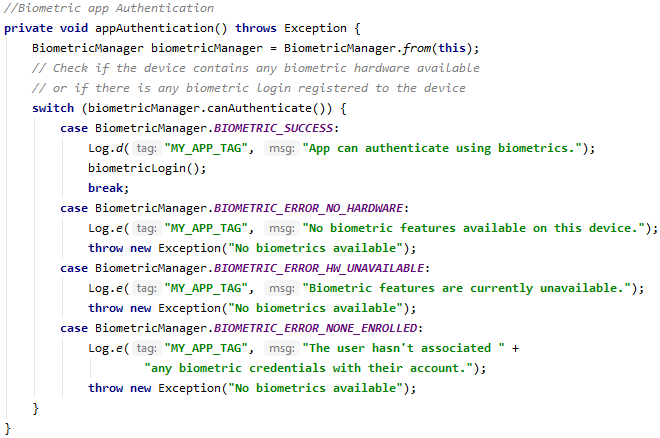 //Biometric app Authentication
private void appAuthentication() throws Exception {
    BiometricManager biometricManager = BiometricManager.from(this);
    // Check if the device contains any biometric hardware available
    // or if there is any biometric login registered to the device
    switch (biometricManager.canAuthenticate()) {
        case BiometricManager.BIOMETRIC_SUCCESS:
            Log.d( tag: "MY_APP_TAG", msg: "App can authenticate using biometrics.");
            biometricLogin();
            break;
        case BiometricManager.BIOMETRIC_ERROR_NO_HARDWARE:
            Log.e( tag: "MY_APP_TAG", msg: "No biometric features available on this device.");
            throw new Exception("No biometrics available");
        case BiometricManager.BIOMETRIC_ERROR_HW_UNAVAILABLE:
            Log.e( tag: "MY_APP_TAG", msg: "Biometric features are currently unavailable.");
            throw new Exception("No biometrics available");
        case BiometricManager.BIOMETRIC_ERROR_NONE_ENROLLED:
            Log.e( tag: "MY_APP_TAG", msg: "The user hasn't associated " +
                    "any biometric credentials with their account.");
            throw new Exception("No biometrics available");
    }
}